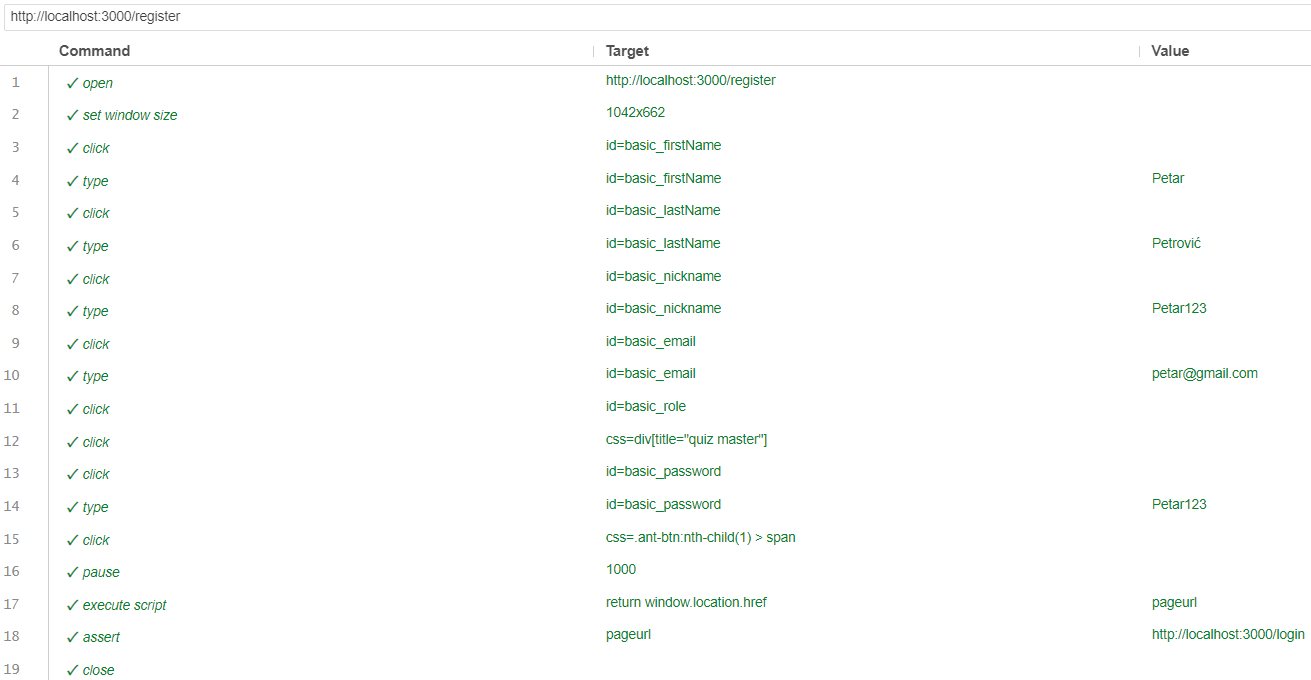 http://localhost:3000/register
Command Target Value
1 ✓ open http://localhost:3000/register
2 ✓ set window size 1042x662
3 ✓ click id=basic_firstName
4 ✓ type id=basic_firstName Petar
5 ✓ click id=basic_lastName
6 ✓ type id=basic_lastName Petrović
7 ✓ click id=basic_nickname
8 ✓ type id=basic_nickname Petar123
9 ✓ click id=basic_email
10 ✓ type id=basic_email petar@gmail.com
11 ✓ click id=basic_role
12 ✓ click css=div[title="quiz master"]
13 ✓ click id=basic_password
14 ✓ type id=basic_password Petar123
15 ✓ click css=.ant-btn:nth-child(1) > span
16 ✓ pause 1000
17 ✓ execute script return window.location.href pageurl
18 ✓ assert pageurl http://localhost:3000/login
19 ✓ close